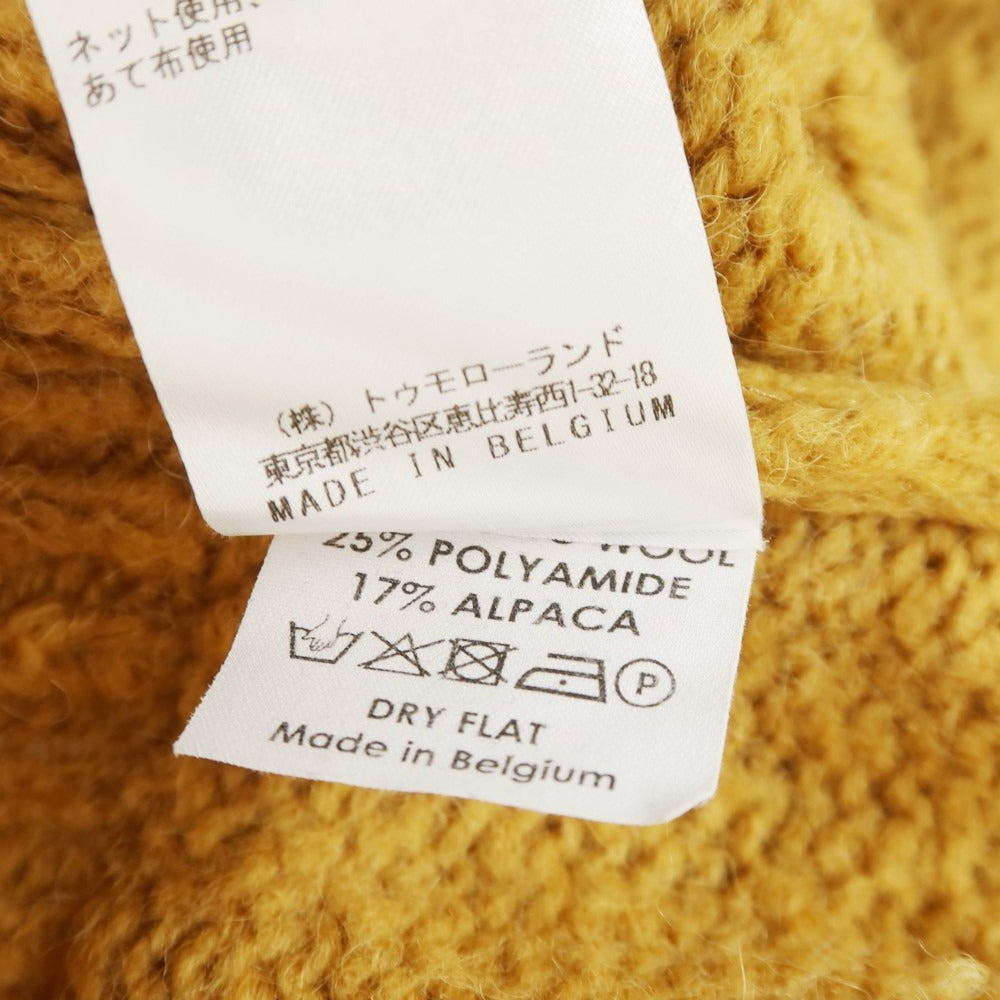 ネット使用、
あて布使用
(株) トゥモローランド
東京都渋谷区恵比寿西1-32-18
MADE IN BELGIUM
WOOL
25% POLYAMIDE
17% ALPACA
P
DRY FLAT
Made in Belgium